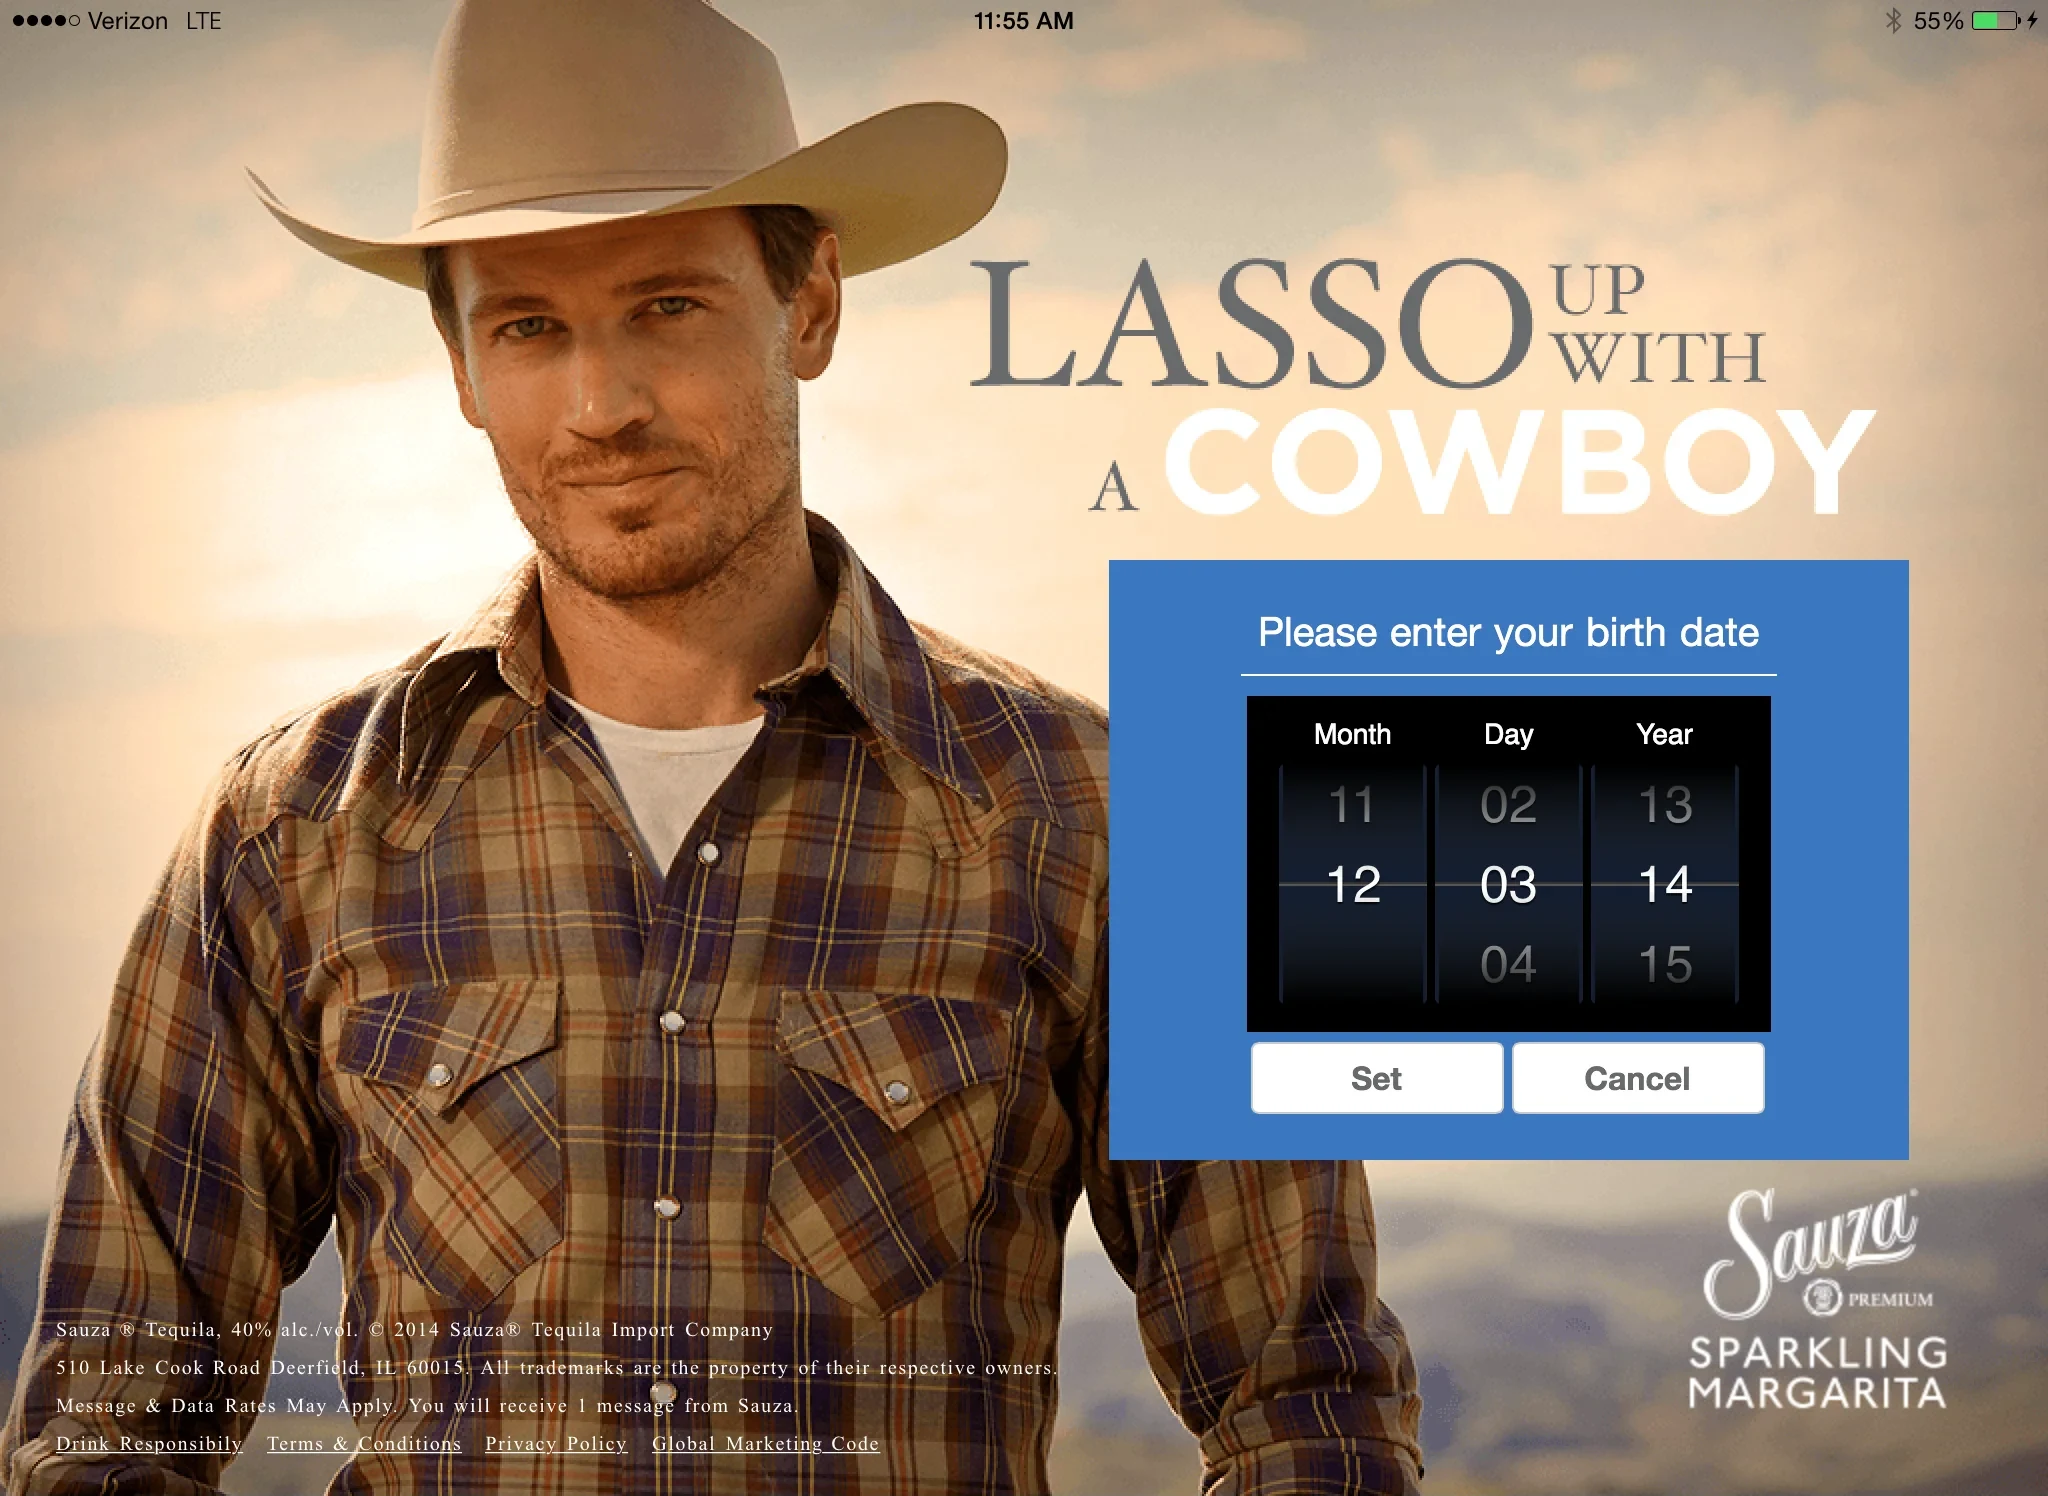 Verizon LTE 11:55 AM 55%
LASSO UP WITH
A COWBOY
Please enter your birth date
Month Day Year
11 02 13
12 03 14
04 15
Set Cancel
Sauza®
PREMIUM
SPARKLING
MARGARITA
Sauza ® Tequila, 40% alc./vol. © 2014 Sauza® Tequila Import Company
510 Lake Cook Road Deerfield, IL 60015. All trademarks are the property of their respective owners.
Message & Data Rates May Apply. You will receive 1 message from Sauza.
Drink Responsibily Terms & Conditions Privacy Policy Global Marketing Code